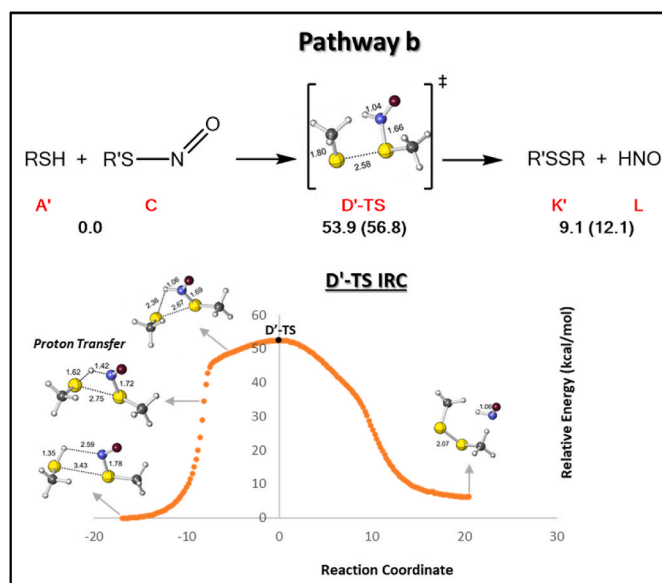 Pathway b
‡
1.04
1.66
1.80
2.58
O
RSH + R'S N
R'SSR + HNO
A' C D'-TS K' L
0.0 53.9 (56.8) 9.1 (12.1)
D'-TS IRC
1.06
2.36
1.69
2.67
60
D'-TS
50
Proton Transfer
1.62
1.42
1.72
2.75
40
30
1.06
2.07
20
1.35
2.59
1.78
3.43
10
0
-20 -10 0 10 20 30
Reaction Coordinate
Relative Energy (kcal/mol)